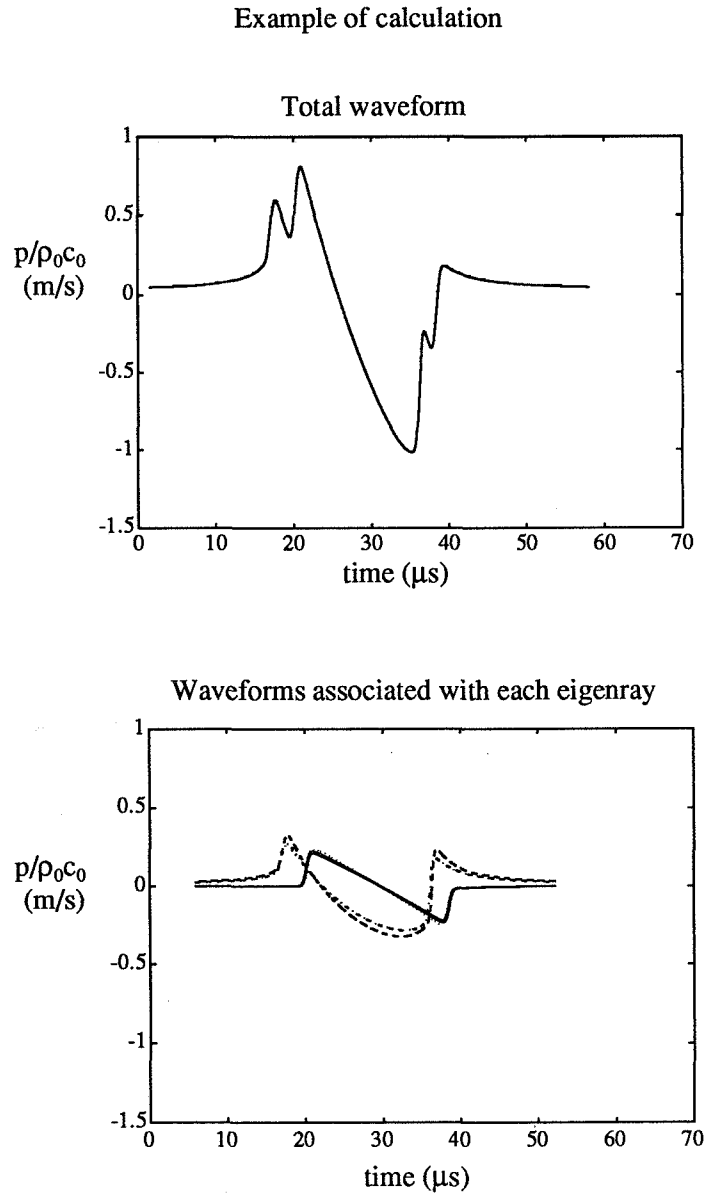 Example of calculation
Total waveform
1
0.5
p/ρ₀c₀
(m/s)
0
-0.5
-1
-1.5
0 10 20 30 40 50 60 70
time (μs)
Waveforms associated with each eigenray
1
0.5
p/ρ₀c₀
(m/s)
0
-0.5
-1
-1.5
0 10 20 30 40 50 60 70
time (μs)